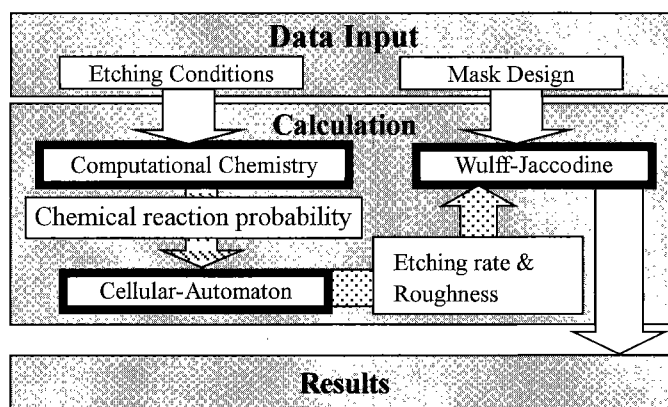 Data Input
Etching Conditions
Mask Design
Calculation
Computational Chemistry
Wulff-Jaccodine
Chemical reaction probability
Etching rate &
Roughness
Cellular-Automaton
Results